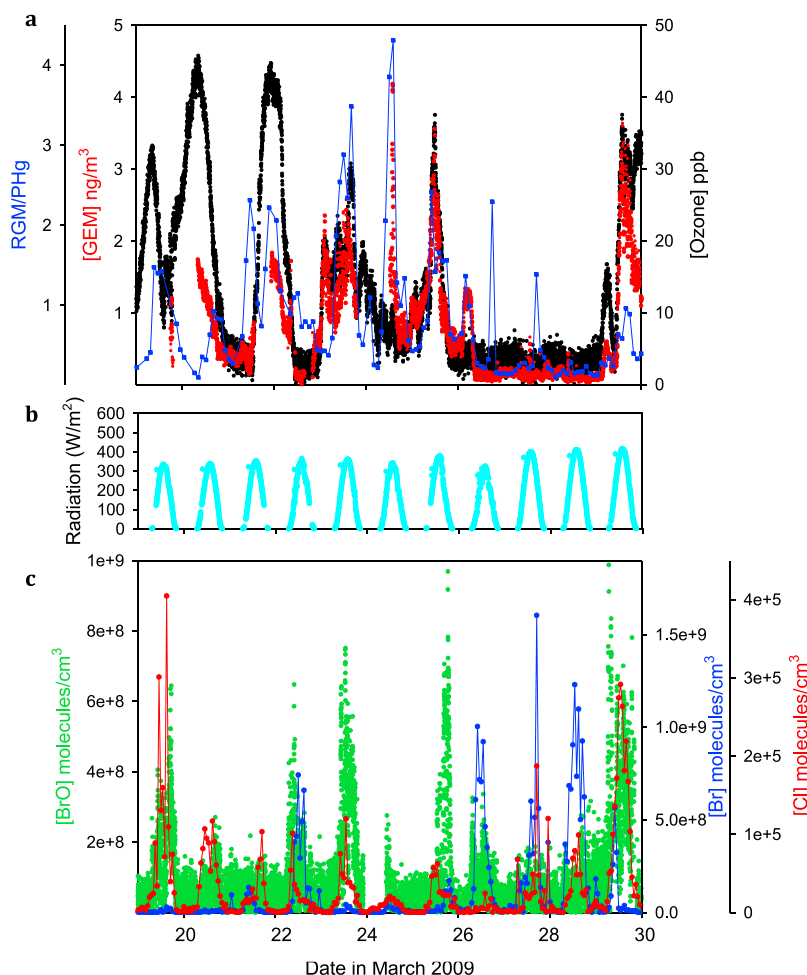 a
5
4
3
2
1
4
3
2
1
RGM/PHg
[GEM] ng/m³
50
40
30
20
10
0
[Ozone] ppb
b
600
500
400
300
200
100
0
Radiation (W/m²)
c
1e+9
8e+8
6e+8
4e+8
2e+8
[BrO] molecules/cm³
1.5e+9
1.0e+9
5.0e+8
0.0
[Br] molecules/cm³
4e+5
3e+5
2e+5
1e+5
0
[Cl] molecules/cm³
20
22
24
26
28
30
Date in March 2009